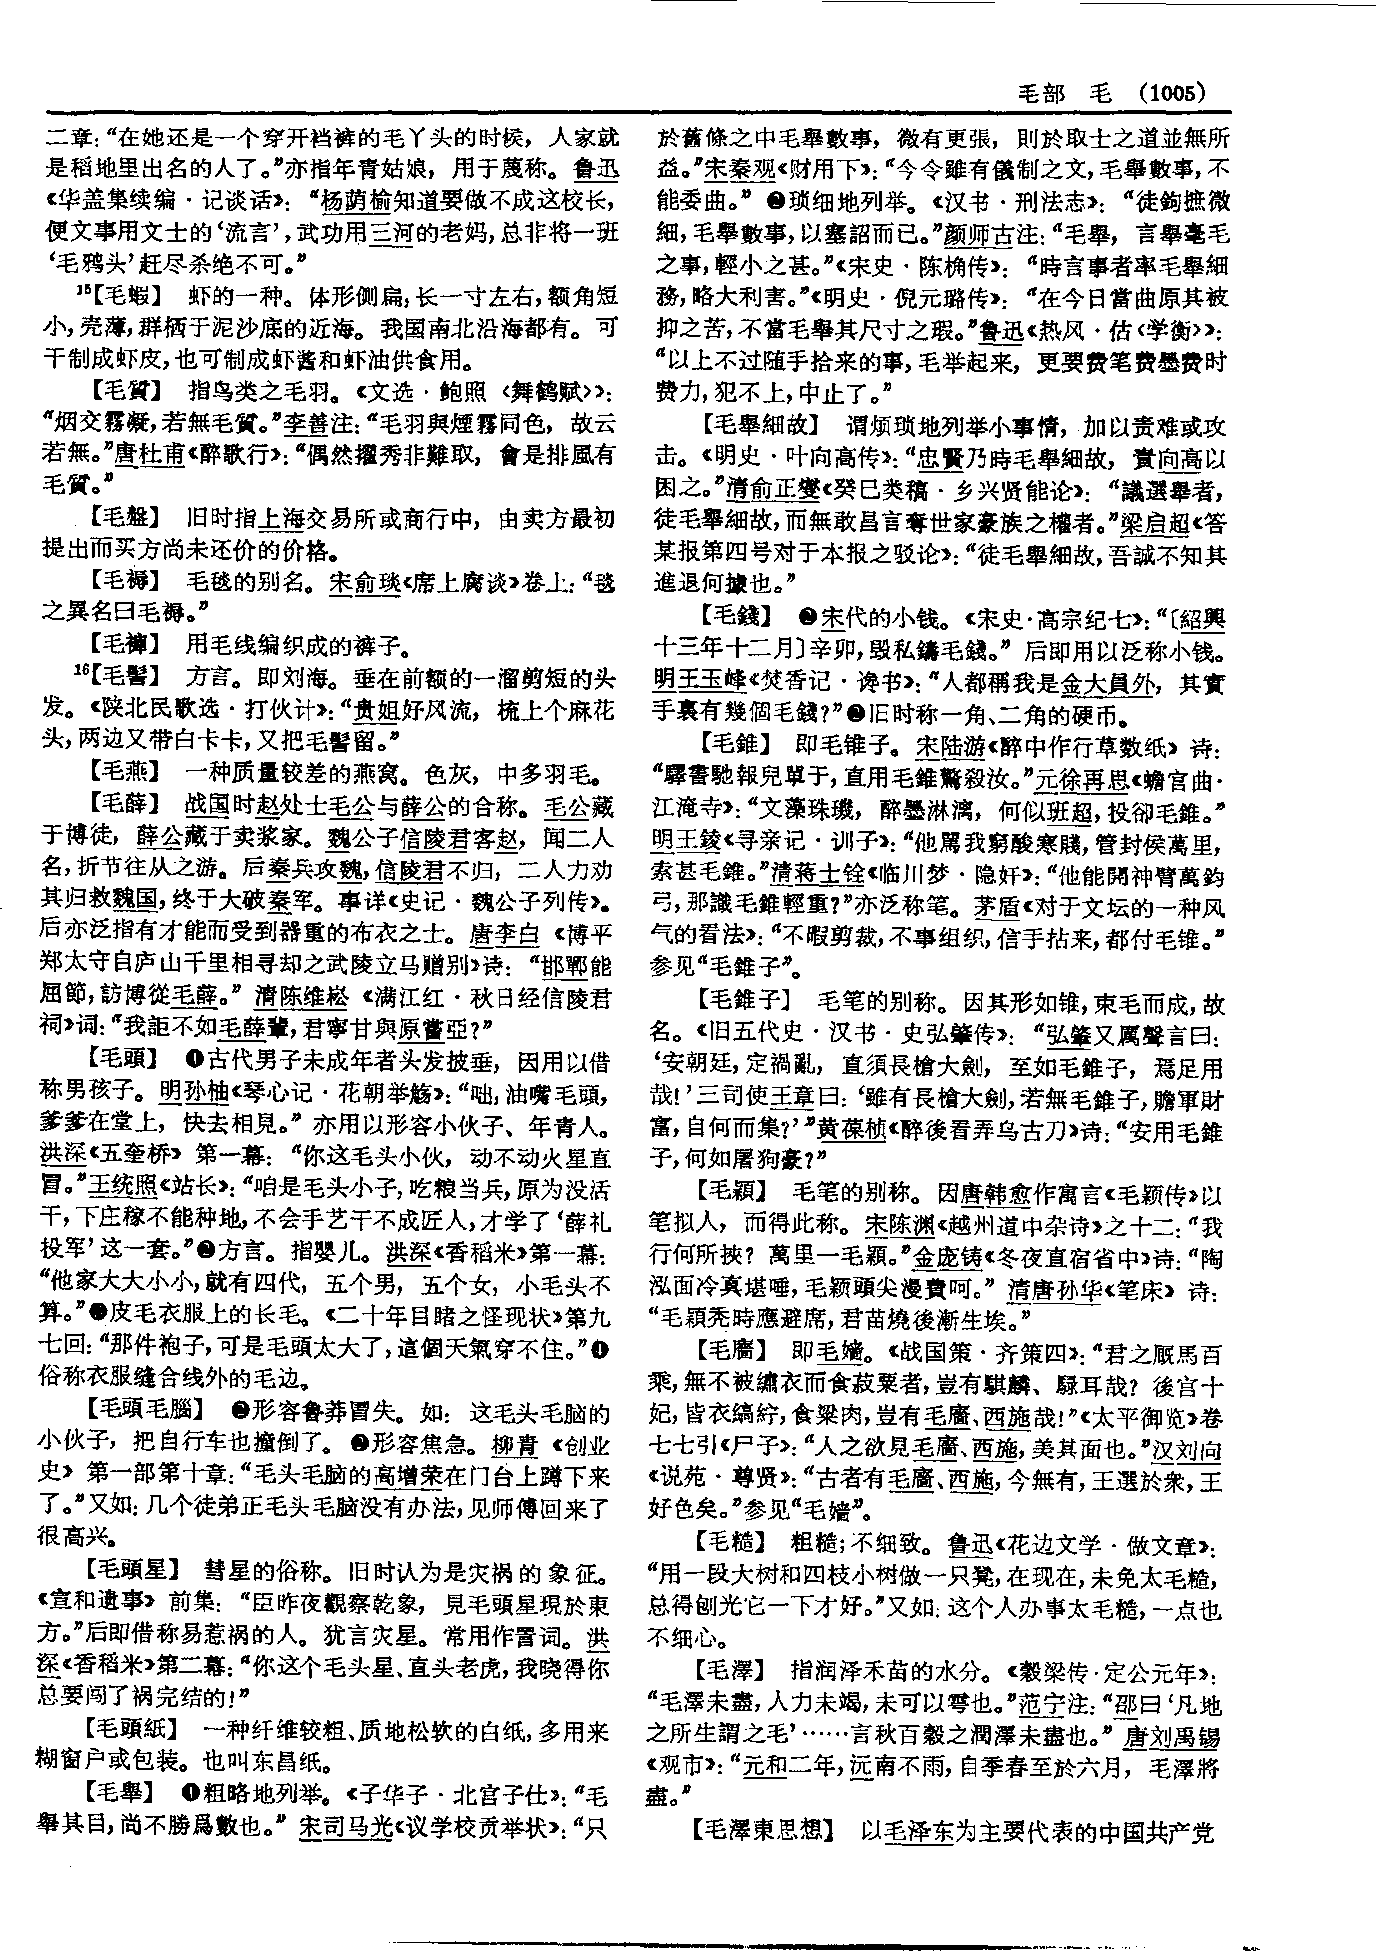 毛部　毛　(1005)
二章：“在她还是一个穿开裆裤的毛丫头的时候，人家就
是稻地里出名的人了。”亦指年青姑娘，用于蔑称。鲁迅
《华盖集续编·记谈话》：“杨荫榆知道要做不成这校长，
便文事用文士的‘流言’，武功用三河的老妈，总非将一班
‘毛鸦头’赶尽杀绝不可。”
15【毛蝦】　虾的一种。体形侧扁，长一寸左右，额角短
小，壳薄，群栖于泥沙底的近海。我国南北沿海都有。可
干制成虾皮，也可制成虾酱和虾油供食用。
【毛質】　指鸟类之毛羽。《文选·鲍照〈舞鹤赋〉》：
“烟交霧凝，若無毛質。”李善注：“毛羽與煙霧同色，故云
若無。”唐杜甫《醉歌行》：“偶然擢秀非難取，會是排風有
毛質。”
【毛盤】　旧时指上海交易所或商行中，由卖方最初
提出而买方尚未还价的价格。
【毛褥】　毛毯的别名。宋俞琰《席上腐谈》卷上：“毯
之異名曰毛褥。”
【毛褲】　用毛线编织成的裤子。
16【毛髫】　方言。即刘海。垂在前额的一溜剪短的头
发。《陕北民歌选·打伙计》：“贵姐好风流，梳上个麻花
头，两边又带白卡卡，又把毛髫留。”
【毛燕】　一种质量较差的燕窝。色灰，中多羽毛。
【毛薛】　战国时赵处士毛公与薛公的合称。毛公藏
于博徒，薛公藏于卖浆家。魏公子信陵君客赵，闻二人
名，折节往从之游。后秦兵攻魏，信陵君不归，二人力劝
其归救魏国，终于大破秦军。事详《史记·魏公子列传》。
后亦泛指有才能而受到器重的布衣之士。唐李白《博平
郑太守自庐山千里相寻却之武陵立马赠别》诗：“邯鄲能
屈節，訪博從毛薛。”清陈维崧《满江红·秋日经信陵君
祠》词：“我詎不如毛薛輩，君寧甘與原嘗亞？”
【毛頭】　❶古代男子未成年者头发披垂，因用以借
称男孩子。明孙柚《琴心记·花朝举觞》：“咄，油嘴毛頭，
爹爹在堂上，快去相見。”亦用以形容小伙子、年青人。
洪深《五奎桥》第一幕：“你这毛头小伙，动不动火星直
冒。”王统照《站长》：“咱是毛头小子，吃粮当兵，原为没活
干，下庄稼不能种地，不会手艺干不成匠人，才学了‘薛礼
投军’这一套。”❷方言。指婴儿。洪深《香稻米》第一幕：
“他家大大小小，就有四代，五个男，五个女，小毛头不
算。”❸皮毛衣服上的长毛。《二十年目睹之怪现状》第九
七回：“那件袍子，可是毛頭太大了，這個天氣穿不住。”❹
俗称衣服缝合线外的毛边。
【毛頭毛腦】　❶形容鲁莽冒失。如：这毛头毛脑的
小伙子，把自行车也撞倒了。❷形容焦急。柳青《创业
史》第一部第十章：“毛头毛脑的高增荣在门台上蹲下来
了。”又如：几个徒弟正毛头毛脑没有办法，见师傅回来了
很高兴。
【毛頭星】　彗星的俗称。旧时认为是灾祸的象征。
《宣和遗事》前集：“臣昨夜觀察乾象，見毛頭星現於東
方。”后即借称易惹祸的人。犹言灾星。常用作詈词。洪
深《香稻米》第二幕：“你这个毛头星、直头老虎，我晓得你
总要闯了祸完结的！”
【毛頭紙】　一种纤维较粗、质地松软的白纸，多用来
糊窗户或包装。也叫东昌纸。
【毛舉】　❶粗略地列举。《子华子·北宫子仕》：“毛
舉其目，尚不勝爲數也。”宋司马光《议学校贡举状》：“只
於舊條之中毛舉數事，微有更張，則於取士之道並無所
益。”宋秦观《财用下》：“今令雖有儀制之文，毛舉數事，不
能委曲。”❷琐细地列举。《汉书·刑法志》：“徒鉤摭微
細，毛舉數事，以塞詔而已。”颜师古注：“毛舉，言舉毫毛
之事，輕小之甚。”《宋史·陈桷传》：“時言事者率毛舉細
務，略大利害。”《明史·倪元璐传》：“在今日當曲原其被
抑之苦，不當毛舉其尺寸之瑕。”鲁迅《热风·估〈学衡〉》：
“以上不过随手拾来的事，毛举起来，更要费笔费墨费时
费力，犯不上，中止了。”
【毛舉細故】　谓烦琐地列举小事情，加以责难或攻
击。《明史·叶向高传》：“忠賢乃時毛舉細故，責向高以
困之。”清俞正燮《癸巳类稿·乡兴贤能论》：“議選舉者，
徒毛舉細故，而無敢昌言奪世家豪族之權者。”梁启超《答
某报第四号对于本报之驳论》：“徒毛舉細故，吾誠不知其
進退何據也。”
【毛錢】　❶宋代的小钱。《宋史·高宗纪七》：“〔紹興
十三年十二月〕辛卯，毀私鑄毛錢。”后即用以泛称小钱。
明王玉峰《焚香记·谗书》：“人都稱我是金大員外，其實
手裏有幾個毛錢？”❷旧时称一角、二角的硬币。
【毛錐】　即毛锥子。宋陆游《醉中作行草数纸》诗：
“驛書馳報兒單于，直用毛錐驚殺汝。”元徐再思《蟾宫曲·
江淹寺》：“文藻珠璣，醉墨淋漓，何似班超，投卻毛錐。”
明王錂《寻亲记·训子》：“他罵我窮酸寒賤，管封侯萬里，
索甚毛錐。”清蒋士铨《临川梦·隐奸》：“他能開神臂萬鈞
弓，那識毛錐輕重？”亦泛称笔。茅盾《对于文坛的一种风
气的看法》：“不暇剪裁，不事组织，信手拈来，都付毛锥。”
参见“毛錐子”。
【毛錐子】　毛笔的别称。因其形如锥，束毛而成，故
名。《旧五代史·汉书·史弘肇传》：“弘肇又厲聲言曰：
‘安朝廷，定禍亂，直須長槍大劍，至如毛錐子，焉足用
哉！’三司使王章曰：‘雖有長槍大劍，若無毛錐子，贍軍財
富，自何而集？’”黄葆桢《醉後看弄乌古刀》诗：“安用毛錐
子，何如屠狗豪？”
【毛穎】　毛笔的别称。因唐韩愈作寓言《毛颖传》以
笔拟人，而得此称。宋陈渊《越州道中杂诗》之十二：“我
行何所挾？萬里一毛穎。”金庞铸《冬夜直宿省中》诗：“陶
泓面冷真堪唾，毛颖頭尖漫費呵。”清唐孙华《笔床》诗：
“毛穎秃時應避席，君苗燒後漸生埃。”
【毛廧】　即毛嫱。《战国策·齐策四》：“君之厩馬百
乘，無不被繡衣而食菽粟者，豈有騏麟、騄耳哉？後宫十
妃，皆衣縞紵，食粱肉，豈有毛廧、西施哉！”《太平御览》卷
七七引《尸子》：“人之欲見毛廧、西施，美其面也。”汉刘向
《说苑·尊贤》：“古者有毛廧、西施，今無有，王選於衆，王
好色矣。”参见“毛嬙”。
【毛糙】　粗糙；不细致。鲁迅《花边文学·做文章》：
“用一段大树和四枝小树做一只凳，在现在，未免太毛糙，
总得刨光它一下才好。”又如：这个人办事太毛糙，一点也
不细心。
【毛澤】　指润泽禾苗的水分。《穀梁传·定公元年》：
“毛澤未盡，人力未竭，未可以雩也。”范宁注：“邵曰‘凡地
之所生謂之毛’……言秋百穀之潤澤未盡也。”唐刘禹锡
《观市》：“元和二年，沅南不雨，自季春至於六月，毛澤將
盡。”
【毛澤東思想】　以毛泽东为主要代表的中国共产党